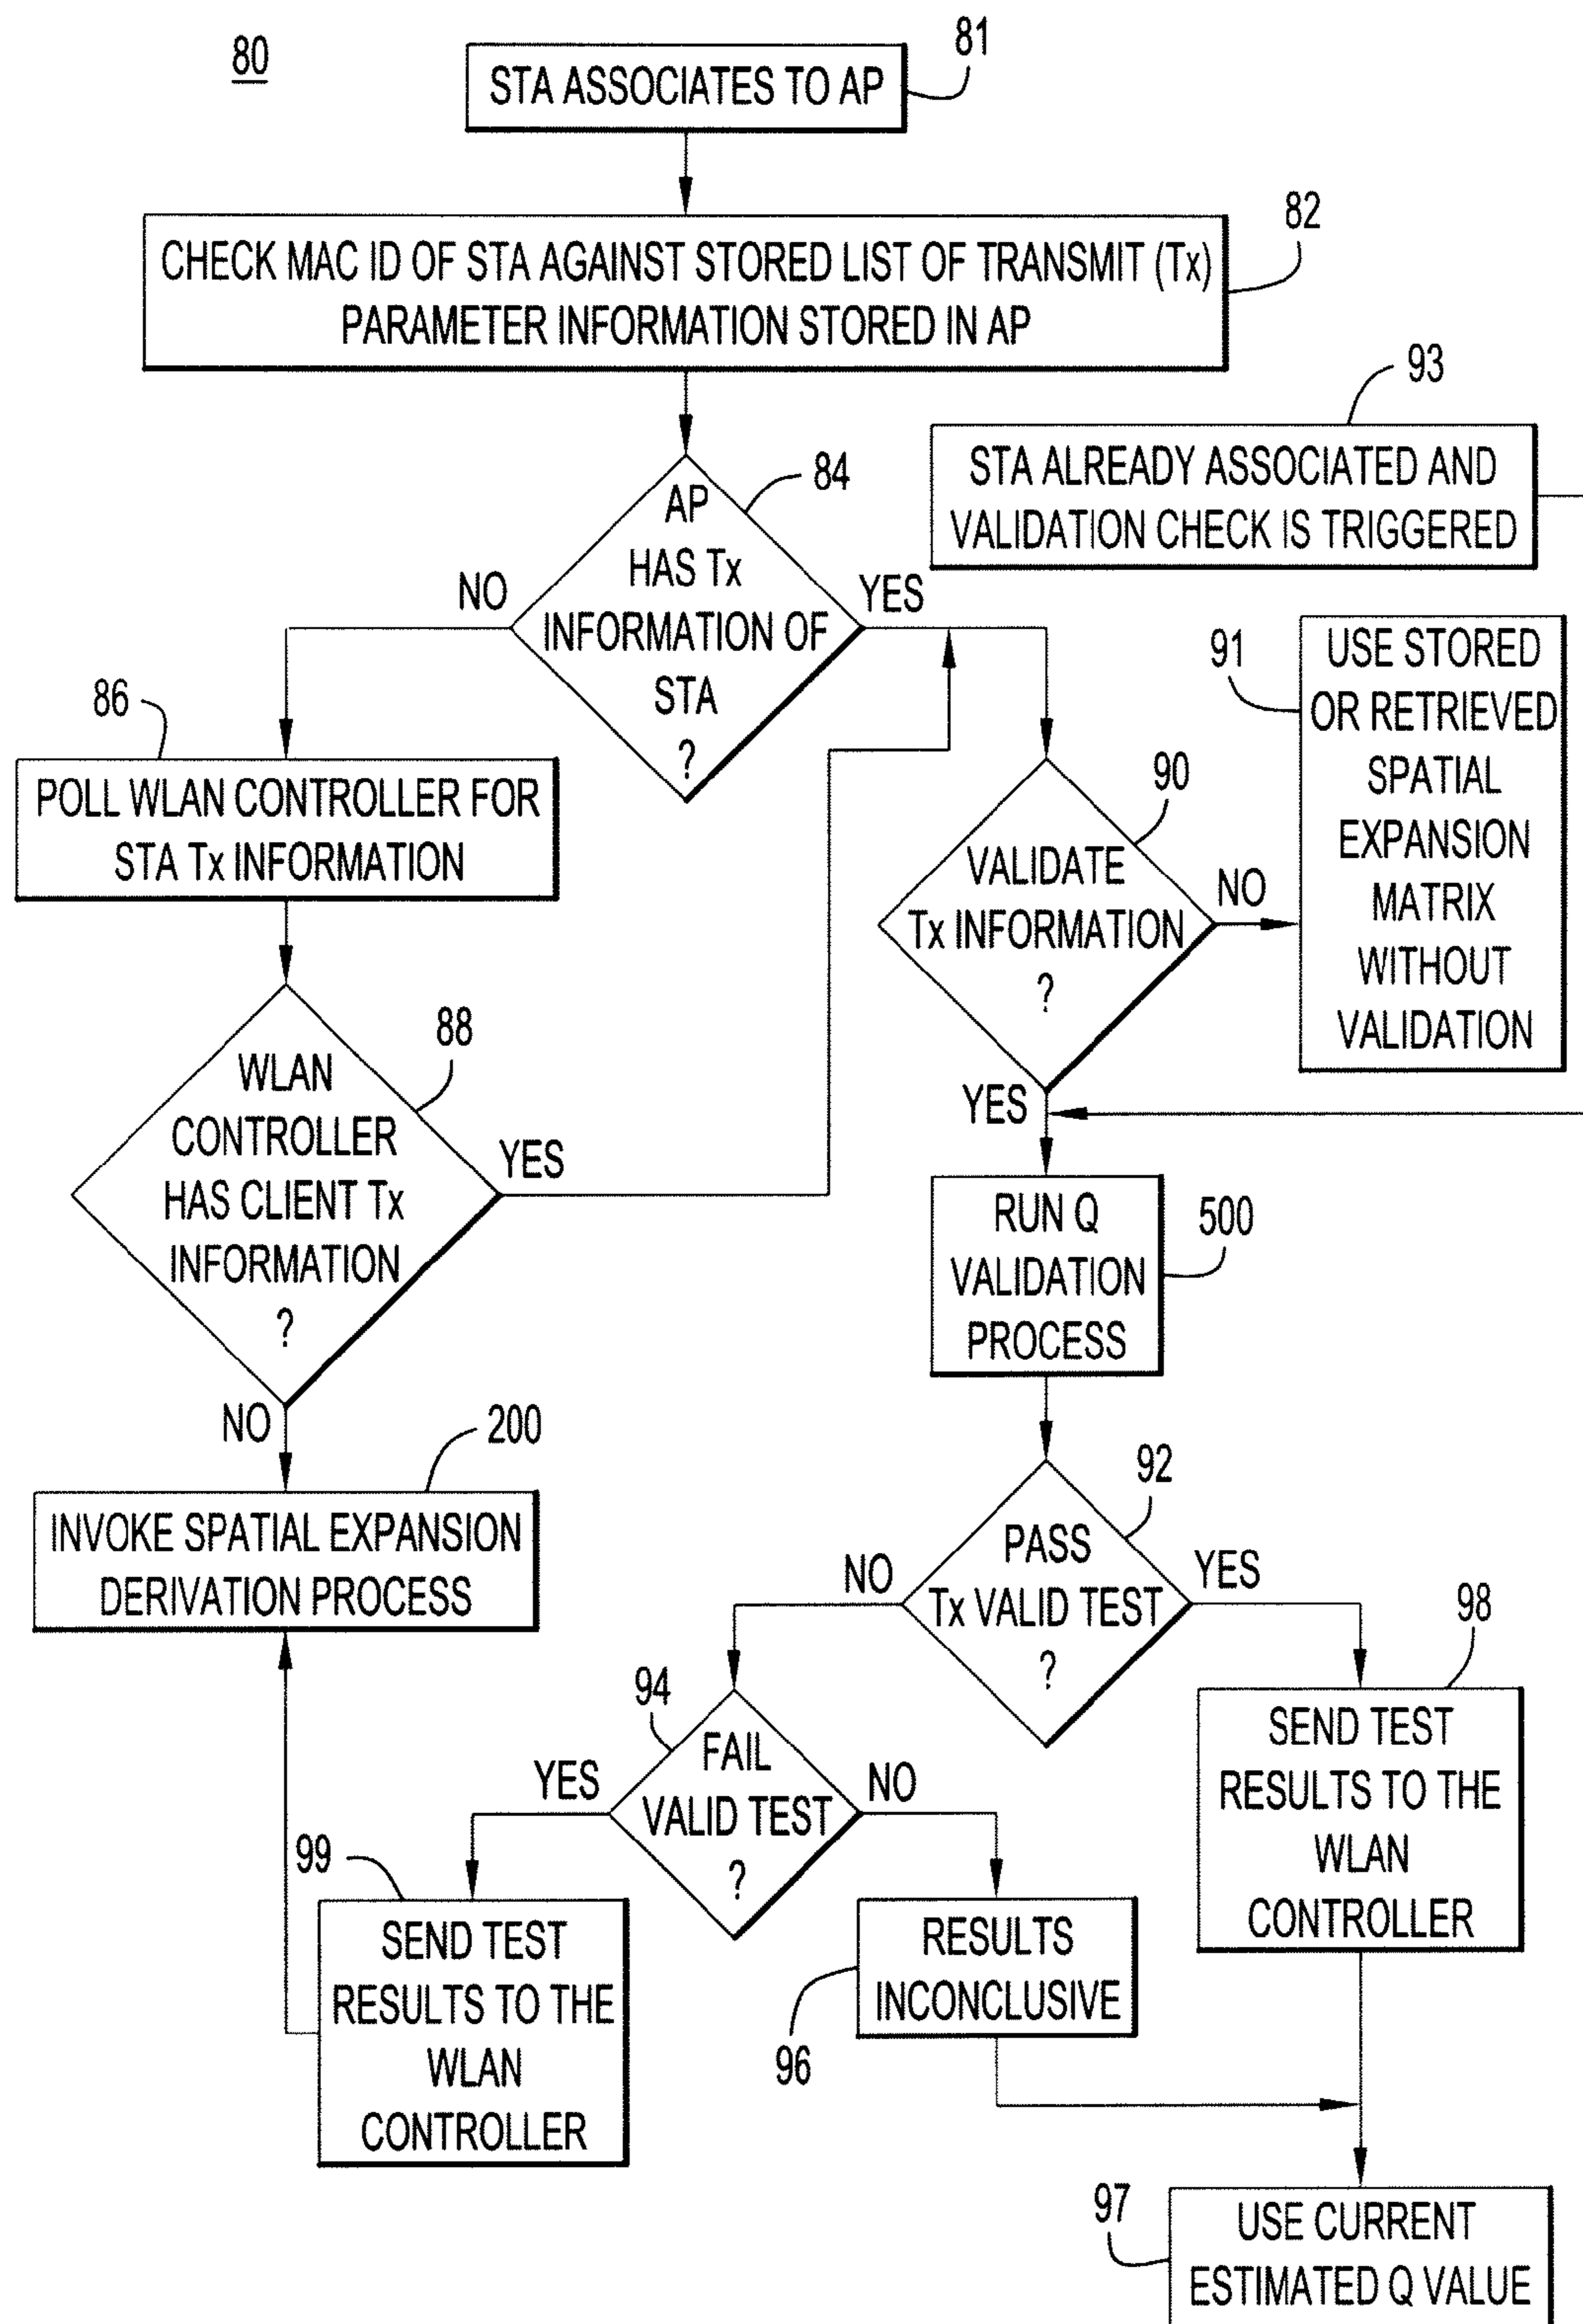 80
81
STA ASSOCIATES TO AP
82
CHECK MAC ID OF STA AGAINST STORED LIST OF TRANSMIT (Tx)
PARAMETER INFORMATION STORED IN AP
93
STA ALREADY ASSOCIATED AND
VALIDATION CHECK IS TRIGGERED
84
AP
HAS Tx
INFORMATION OF
STA
?
NO
YES
86
POLL WLAN CONTROLLER FOR
STA Tx INFORMATION
91
USE STORED
OR RETRIEVED
SPATIAL
EXPANSION
MATRIX
WITHOUT
VALIDATION
90
VALIDATE
Tx INFORMATION
?
NO
YES
88
WLAN
CONTROLLER
HAS CLIENT Tx
INFORMATION
?
YES
NO
500
RUN Q
VALIDATION
PROCESS
200
INVOKE SPATIAL EXPANSION
DERIVATION PROCESS
92
PASS
Tx VALID TEST
?
NO
YES
94
FAIL
VALID TEST
?
YES
NO
98
SEND TEST
RESULTS TO THE
WLAN
CONTROLLER
99
SEND TEST
RESULTS TO THE
WLAN
CONTROLLER
RESULTS
INCONCLUSIVE
96
97
USE CURRENT
ESTIMATED Q VALUE